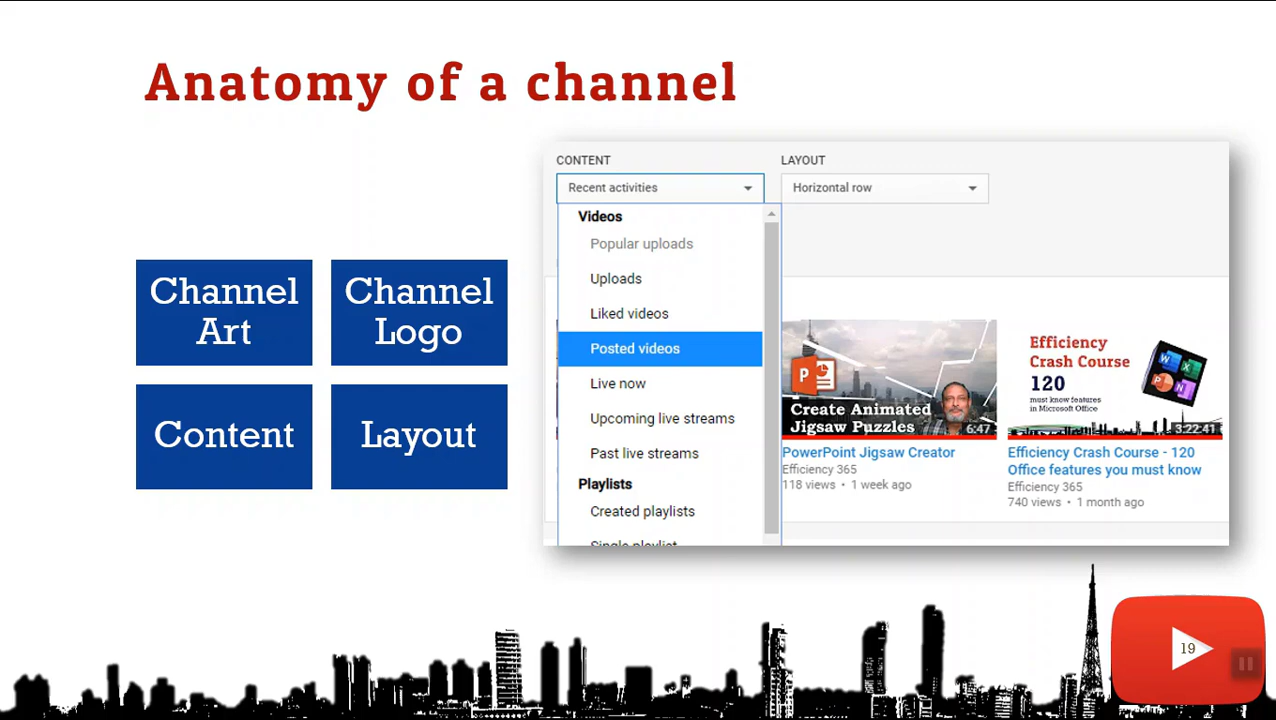 Anatomy of a channel
Channel
Art
Channel
Logo
Content
Layout
CONTENT
LAYOUT
Recent activities
Horizontal row
Videos
Popular uploads
Uploads
Liked videos
Posted videos
Live now
Upcoming live streams
Past live streams
Playlists
Created playlists
Single playlist
P
Create Animated
Jigsaw Puzzles
6:47
PowerPoint Jigsaw Creator
Efficiency 365
118 views • 1 week ago
Efficiency
Crash Course
120
must know features
in Microsoft Office
W
X
P
N
3:22:41
Efficiency Crash Course - 120
Office features you must know
Efficiency 365
740 views • 1 month ago
19